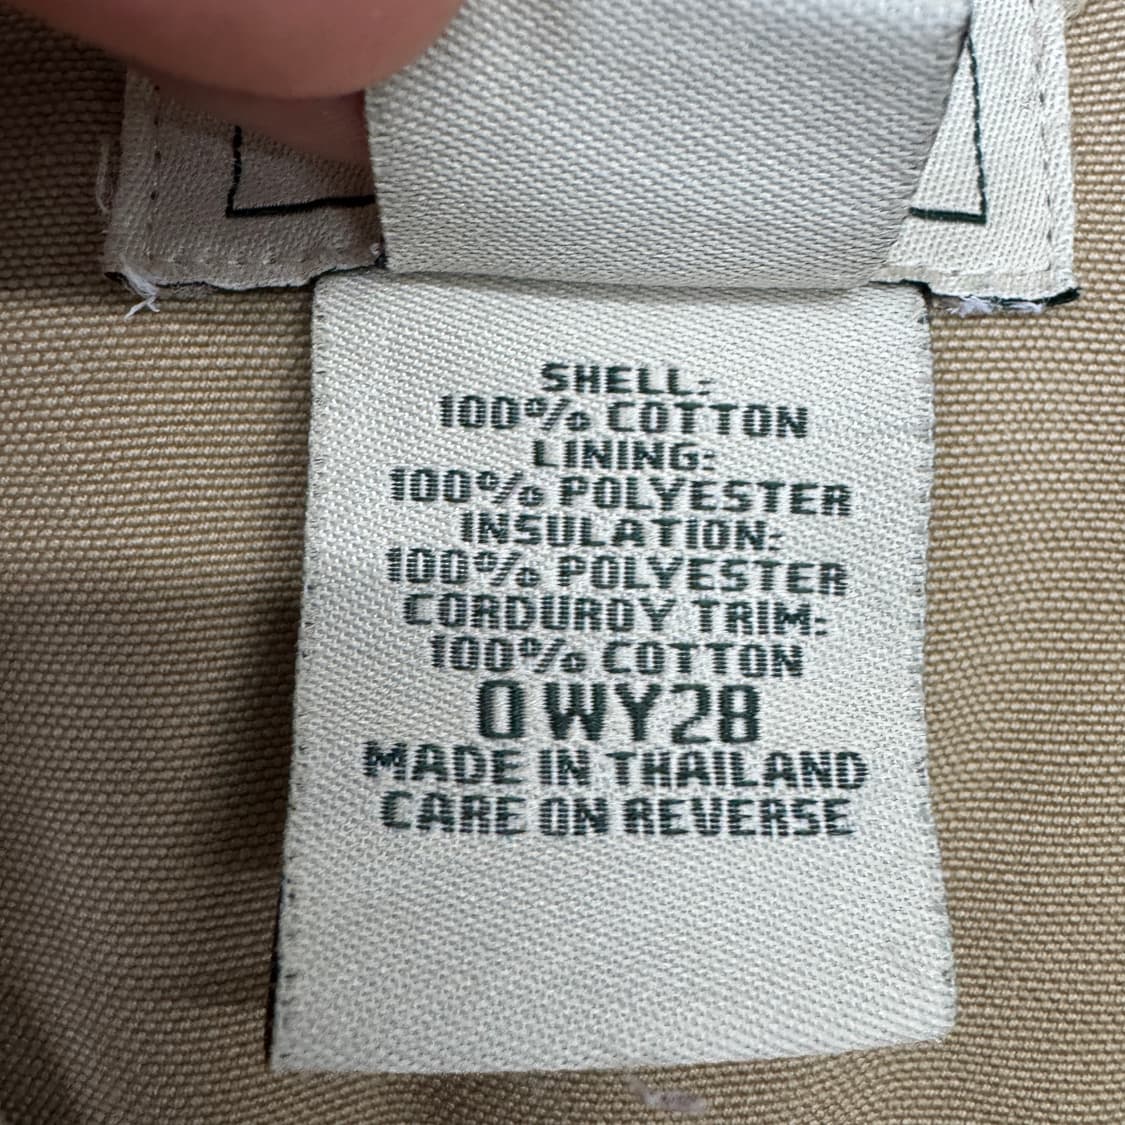 SHELL:
100% COTTON
LINING:
100% POLYESTER
INSULATION:
100% POLYESTER
CORDUROY TRIM:
100% COTTON
0WY28
MADE IN THAILAND
CARE ON REVERSE